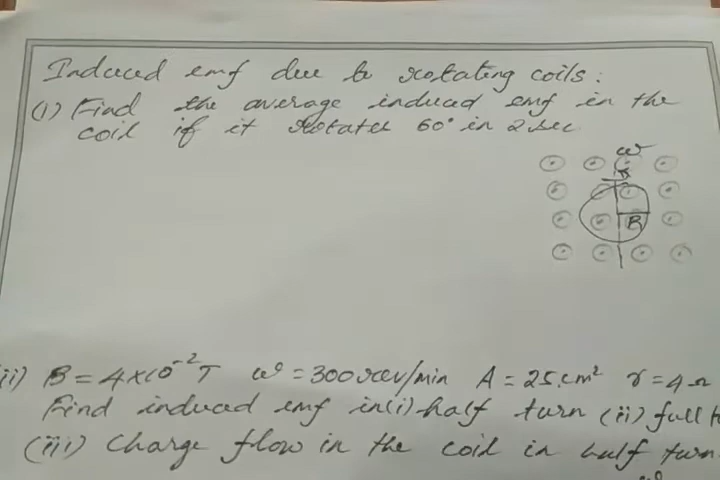 Induced emf due to rotating coils:
(i) Find the average induced emf in the
coil if it rotates 60° in 2 sec
ω
R
ii) B = 4×10⁻² T ω = 300 rev/min A = 25 cm² r = 4 Ω
Find induced emf in (i) half turn (ii) full
(iii) Charge flow in the coil in half turn